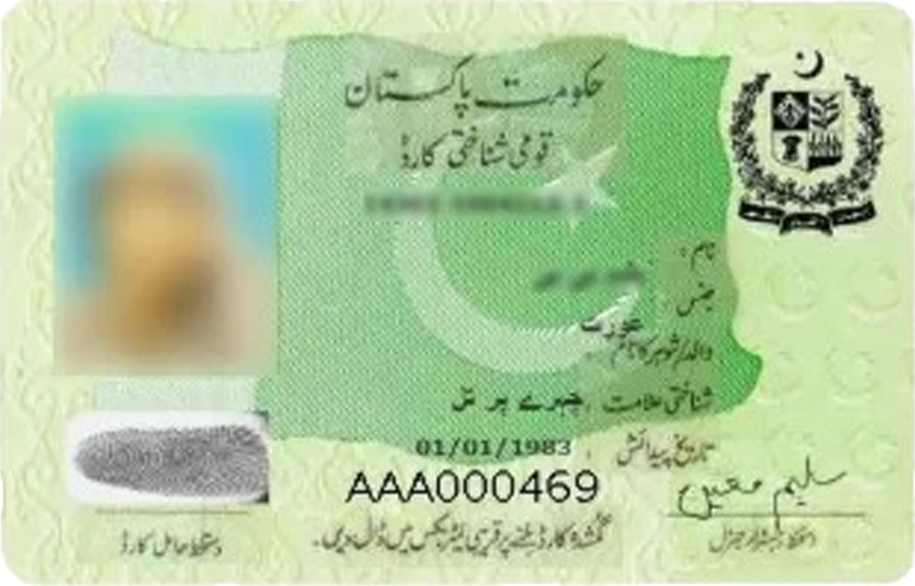 حکومت پاکستان
قومی شناختی کارڈ
نام:
جنس عورت
والد/شوہر کا نام
شناختی علامت چہرے پر تل
تاریخ پیدائش 01/01/1983
AAA000469
سلیم معین
دستخط حامل کارڈ
دستخط رجسٹرار جنرل
گمشدہ کارڈ ملنے پر قریبی لیٹر بکس میں ڈال دیں۔